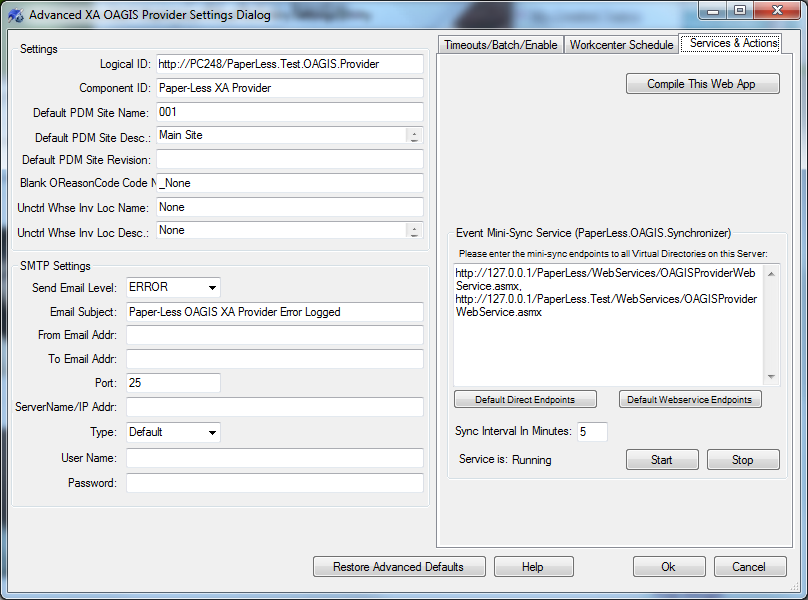 Advanced XA OAGIS Provider Settings Dialog
Settings
Logical ID: http://PC248/PaperLess.Test.OAGIS.Provider
Component ID: Paper-Less XA Provider
Default PDM Site Name: 001
Default PDM Site Desc.: Main Site
Default PDM Site Revision:
Blank OReasonCode Code N _None
Unctrl Whse Inv Loc Name: None
Unctrl Whse Inv Loc Desc.: None
SMTP Settings
Send Email Level: ERROR
Email Subject: Paper-Less OAGIS XA Provider Error Logged
From Email Addr:
To Email Addr:
Port: 25
ServerName/IP Addr:
Type: Default
User Name:
Password:
Timeouts/Batch/Enable Workcenter Schedule Services & Actions
Compile This Web App
Event Mini-Sync Service (PaperLess.OAGIS.Synchronizer)
Please enter the mini-sync endpoints to all Virtual Directories on this Server:
http://127.0.0.1/PaperLess/WebServices/OAGISProviderWeb
Service.asmx,
http://127.0.0.1/PaperLess.Test/WebServices/OAGISProvider
WebService.asmx
Default Direct Endpoints Default Webservice Endpoints
Sync Interval In Minutes: 5
Service is: Running Start Stop
Restore Advanced Defaults Help Ok Cancel